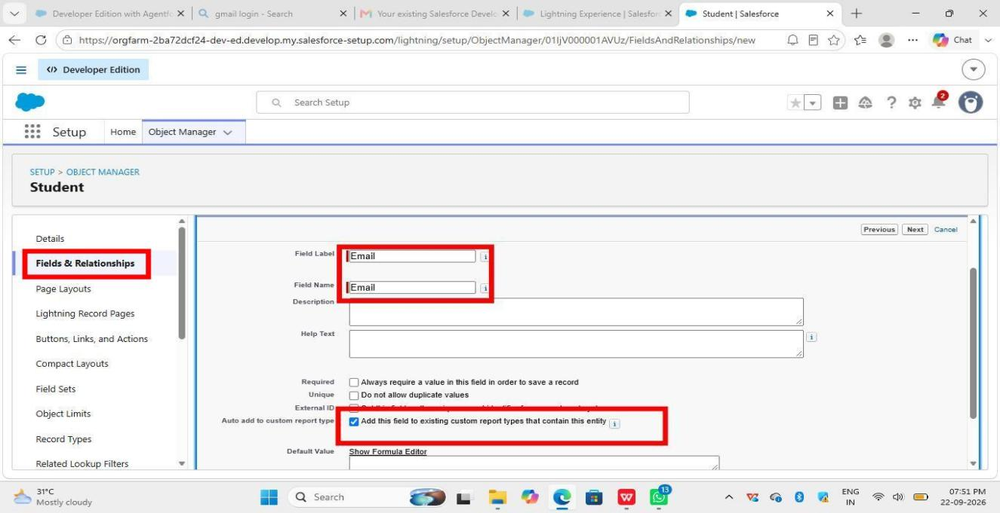 Developer Edition with Agentfo
gmail login - Search
Your existing Salesforce Develo
Lightning Experience | Salesforc
Student | Salesforce
https://orgfarm-2ba72dcf24-dev-ed.develop.my.salesforce-setup.com/lightning/setup/ObjectManager/01IjV000001AVUz/FieldsAndRelationships/new
Chat
</> Developer Edition
Search Setup
2
Setup
Home
Object Manager
SETUP > OBJECT MANAGER
Student
Details
Fields & Relationships
Page Layouts
Lightning Record Pages
Buttons, Links, and Actions
Compact Layouts
Field Sets
Object Limits
Record Types
Related Lookup Filters
Previous Next Cancel
Field Label Email
Field Name Email
Description
Help Text
Required Always require a value in this field in order to save a record
Unique Do not allow duplicate values
External ID
Auto add to custom report type Add this field to existing custom report types that contain this entity
Default Value Show Formula Editor
31°C
Mostly cloudy
Search
13
ENG
IN
07:51 PM
22-09-2026